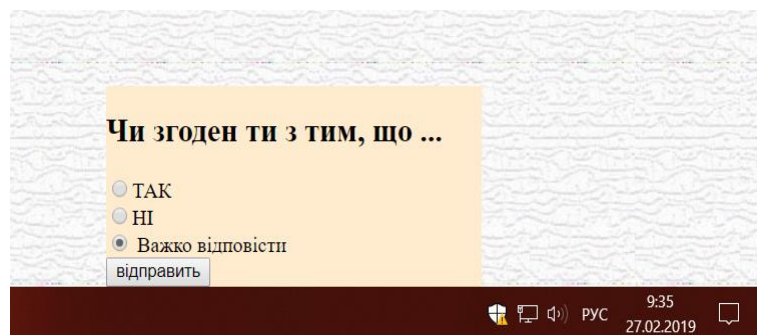 Чи згоден ти з тим, що ...
ТАК
НІ
Важко відповісти
відправить
РУС
9:35
27.02.2019